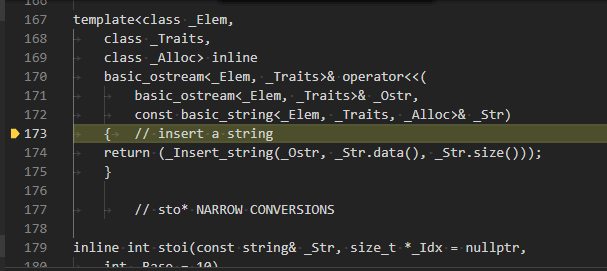 166
167 template<class _Elem,
168 class _Traits,
169 class _Alloc> inline
170 basic_ostream<_Elem, _Traits>& operator<<(
171 basic_ostream<_Elem, _Traits>& _Ostr,
172 const basic_string<_Elem, _Traits, _Alloc>& _Str)
173 { // insert a string
174 return (_Insert_string(_Ostr, _Str.data(), _Str.size()));
175 }
176
177 // sto* NARROW CONVERSIONS
178
179 inline int stoi(const string& _Str, size_t *_Idx = nullptr,
180 int _Base = 10)